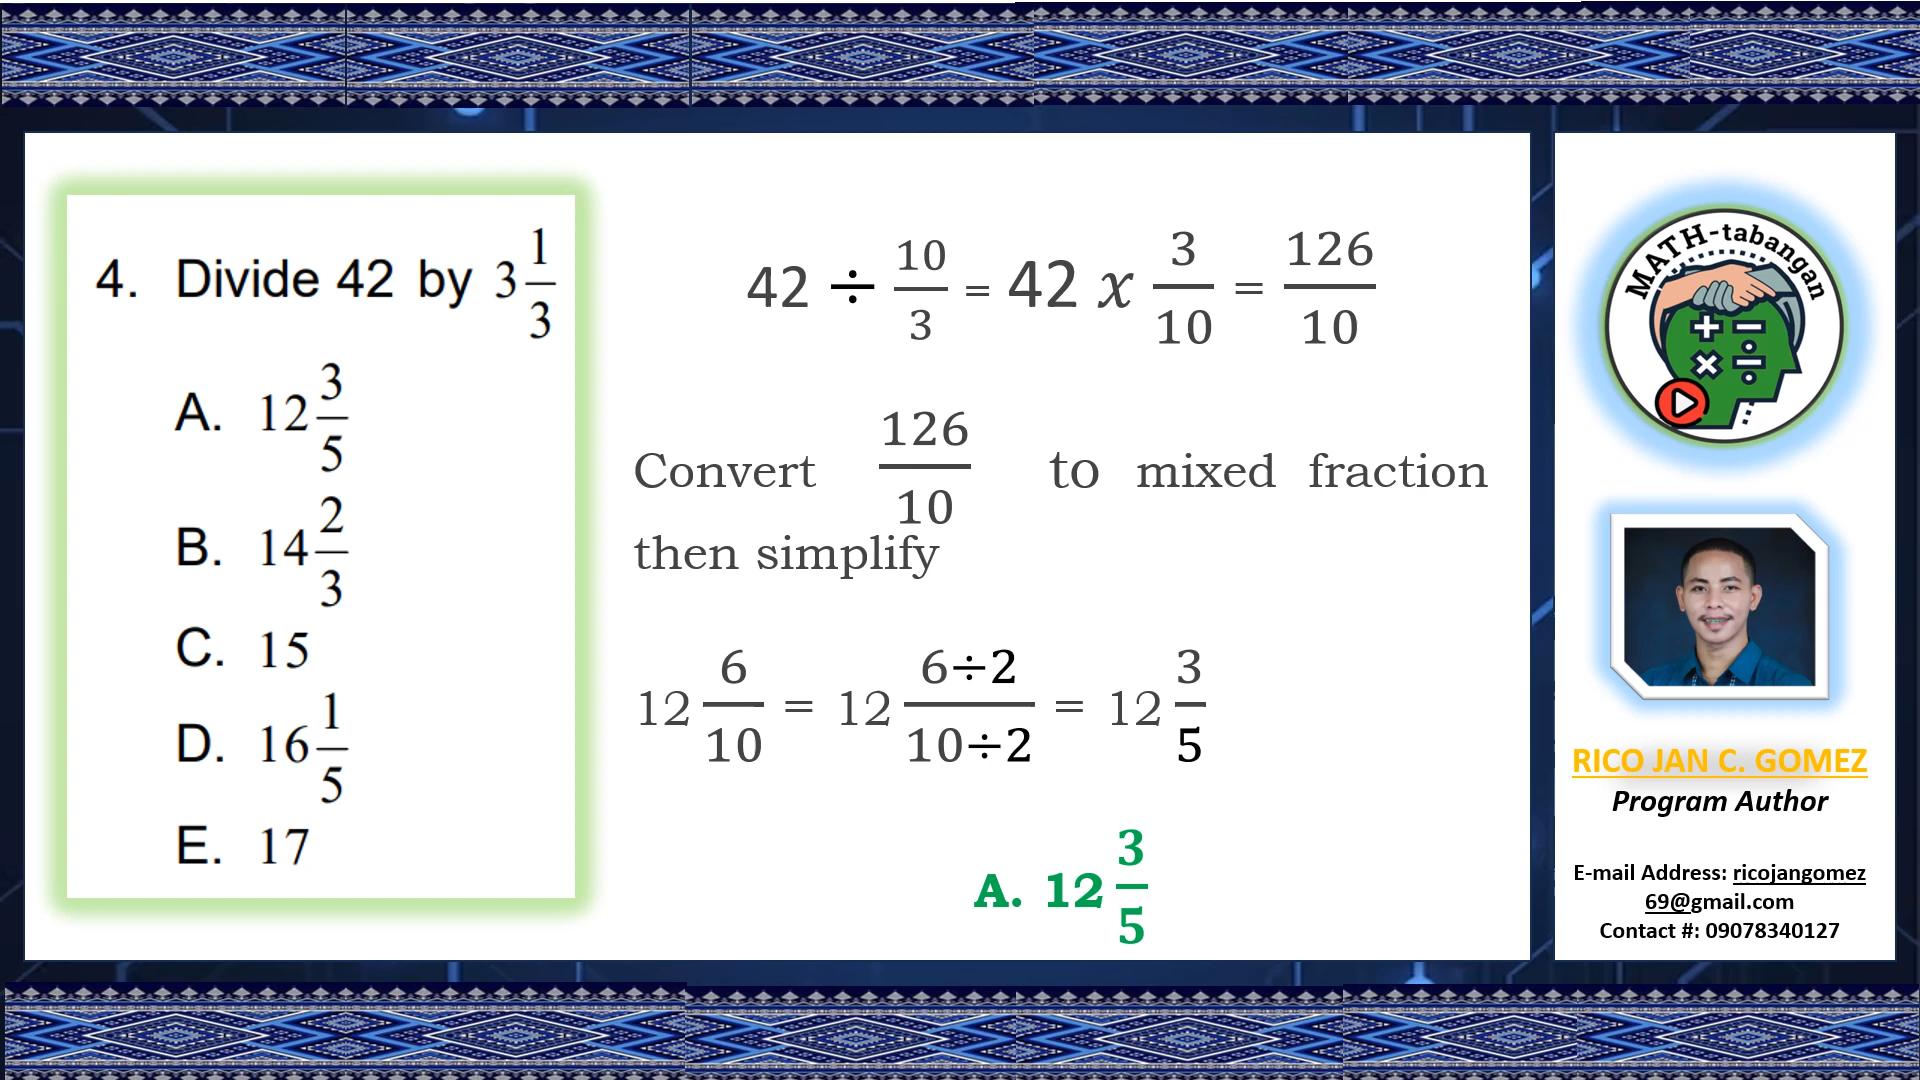 4. Divide 42 by 3 1/3
A. 12 3/5
B. 14 2/3
C. 15
D. 16 1/5
E. 17
42 ÷ 10/3 = 42 x 3/10 = 126/10
Convert 126/10 to mixed fraction
then simplify
12 6/10 = 12 6÷2/10÷2 = 12 3/5
A. 12 3/5
MATH-tabangan
RICO JAN C. GOMEZ
Program Author
E-mail Address: ricojangomez
69@gmail.com
Contact #: 09078340127